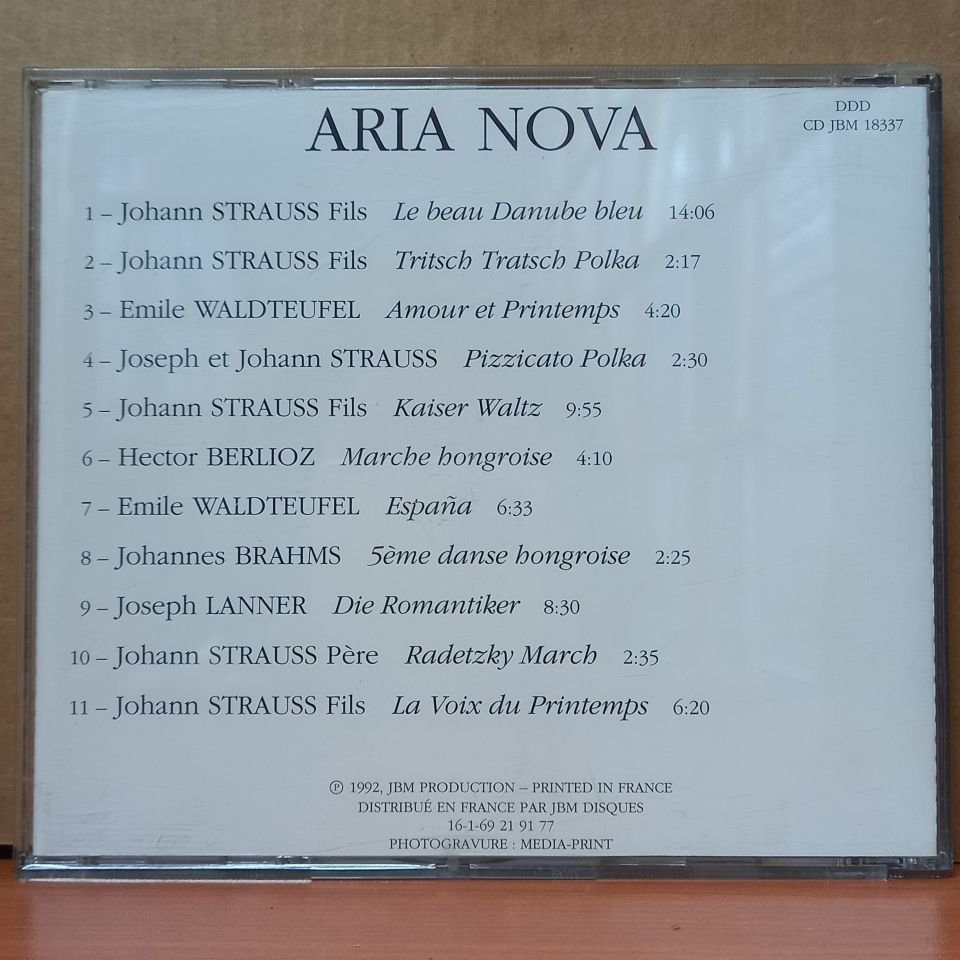 ARIA NOVA
DDD
CD JBM 18337
1 – Johann STRAUSS Fils Le beau Danube bleu 14:06
2 – Johann STRAUSS Fils Tritsch Tratsch Polka 2:17
3 – Emile WALDTEUFEL Amour et Printemps 4:20
4 – Joseph et Johann STRAUSS Pizzicato Polka 2:30
5 – Johann STRAUSS Fils Kaiser Waltz 9:55
6 – Hector BERLIOZ Marche hongroise 4:10
7 – Emile WALDTEUFEL España 6:33
8 – Johannes BRAHMS 5ème danse hongroise 2:25
9 – Joseph LANNER Die Romantiker 8:30
10 – Johann STRAUSS Père Radetzky March 2:35
11 – Johann STRAUSS Fils La Voix du Printemps 6:20
℗ 1992, JBM PRODUCTION – PRINTED IN FRANCE
DISTRIBUÉ EN FRANCE PAR JBM DISQUES
16-1-69 21 91 77
PHOTOGRAVURE : MEDIA-PRINT